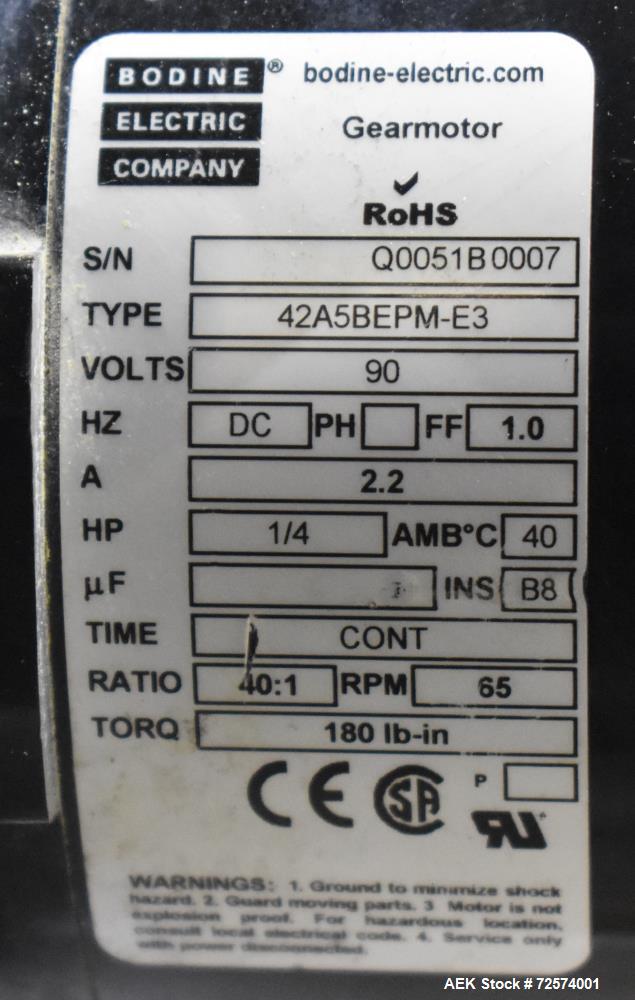 BODINE ® bodine-electric.com
ELECTRIC
COMPANY
Gearmotor
RoHS
S/N Q0051B0007
TYPE 42A5BEPM-E3
VOLTS 90
HZ DC PH FF 1.0
A 2.2
HP 1/4 AMB°C 40
µF INS B8
TIME CONT
RATIO 40:1 RPM 65
TORQ 180 lb-in
CE SA P
RU
WARNINGS: 1. Ground to minimize shock
hazard. 2. Guard moving parts. 3 Motor is not
explosion proof. For hazardous location,
consult local electrical code. 4. Service only
with power disconnected.
AEK Stock # 72574001